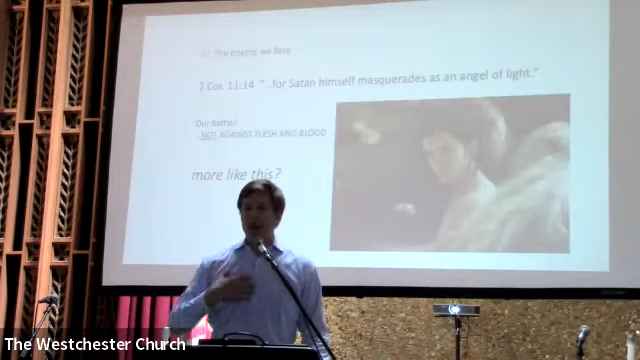 The enemy we face
2 Cor. 11.14 " ..for Satan himself masquerades as an angel of light."
Our Battle?
..NOT AGAINST FLESH AND BLOOD
more like this?
The Westchester Church